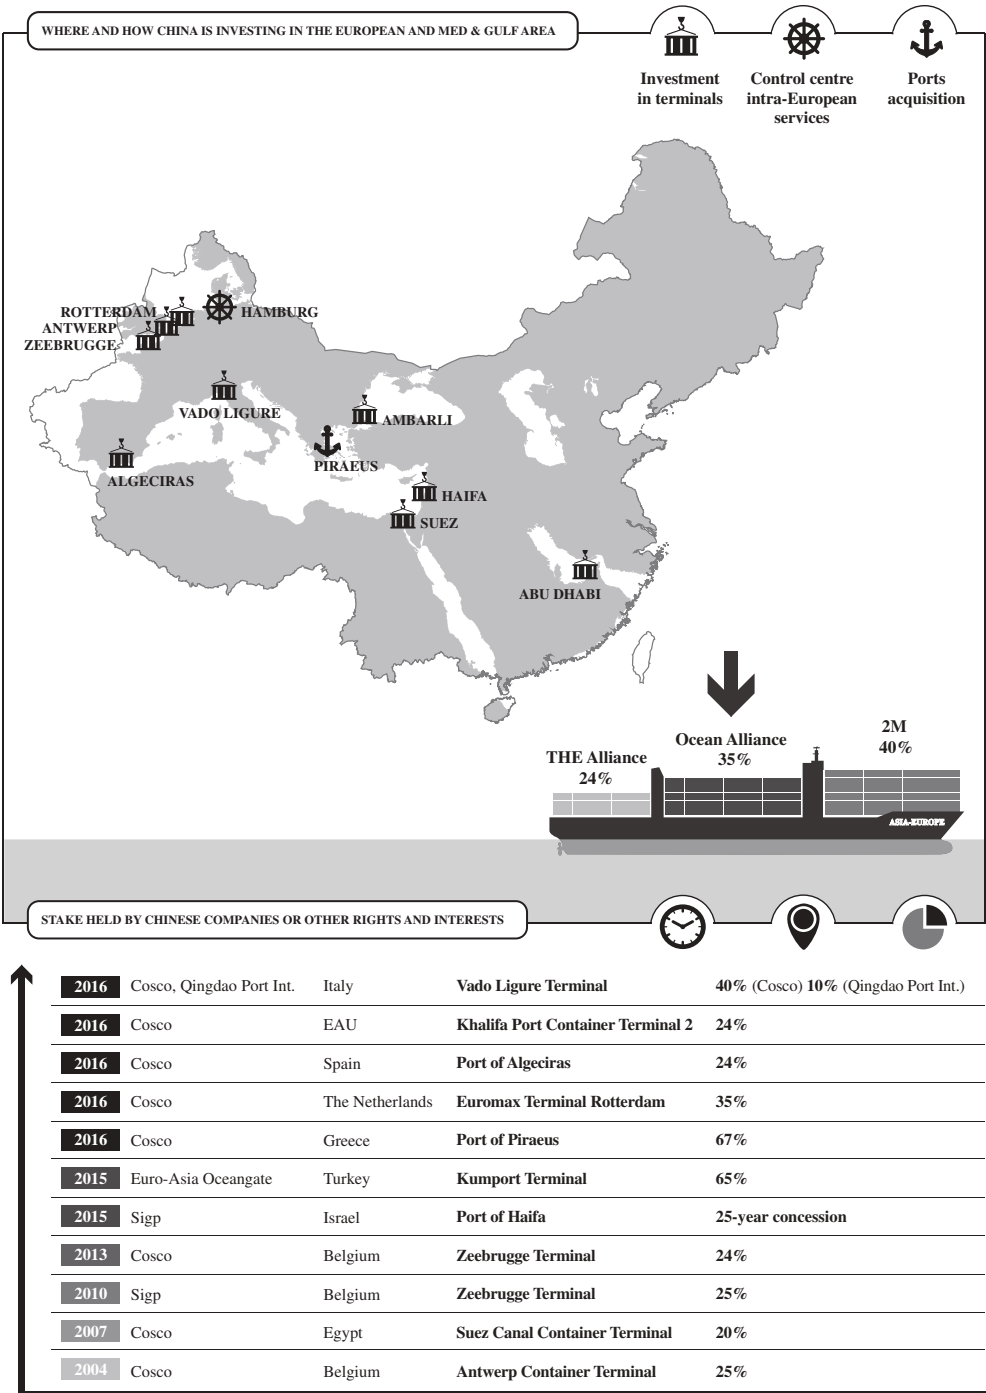 WHERE AND HOW CHINA IS INVESTING IN THE EUROPEAN AND MED & GULF AREA
Investment
in terminals
Control centre
intra-European
services
Ports
acquisition
ROTTERDAM
ANTWERP
ZEEBRUGGE
HAMBURG
VADO LIGURE
AMBARLI
PIRAEUS
ALGECIRAS
HAIFA
SUEZ
ABU DHABI
THE Alliance
24%
Ocean Alliance
35%
2M
40%
ASIA-EUROPE
STAKE HELD BY CHINESE COMPANIES OR OTHER RIGHTS AND INTERESTS
2016 Cosco, Qingdao Port Int. Italy Vado Ligure Terminal 40% (Cosco) 10% (Qingdao Port Int.)
2016 Cosco EAU Khalifa Port Container Terminal 2 24%
2016 Cosco Spain Port of Algeciras 24%
2016 Cosco The Netherlands Euromax Terminal Rotterdam 35%
2016 Cosco Greece Port of Piraeus 67%
2015 Euro-Asia Oceangate Turkey Kumport Terminal 65%
2015 Sigp Israel Port of Haifa 25-year concession
2013 Cosco Belgium Zeebrugge Terminal 24%
2010 Sigp Belgium Zeebrugge Terminal 25%
2007 Cosco Egypt Suez Canal Container Terminal 20%
2004 Cosco Belgium Antwerp Container Terminal 25%